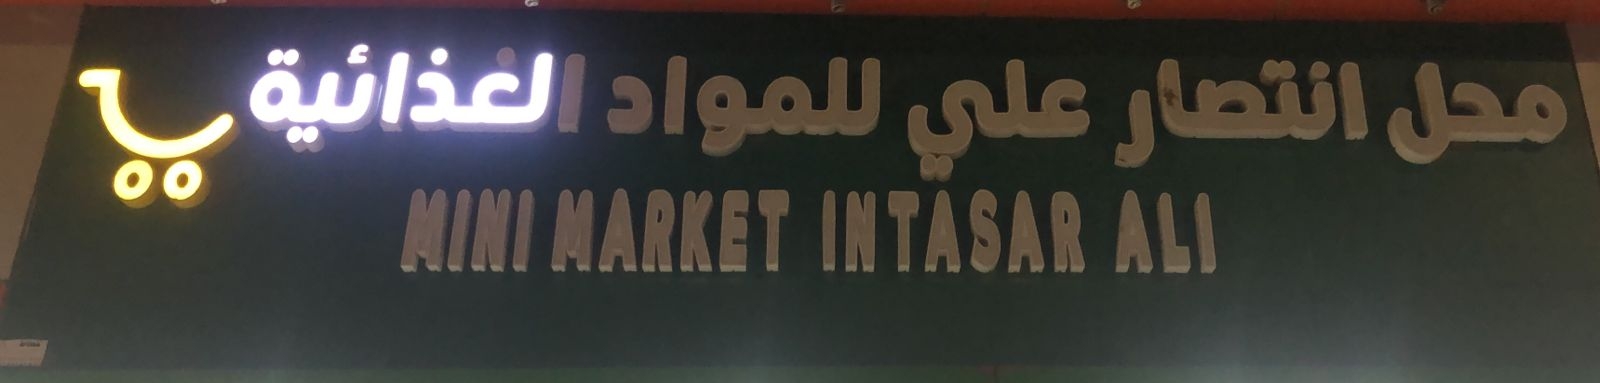 محل انتصار علي للمواد الغذائية
MINI MARKET INTASAR ALI